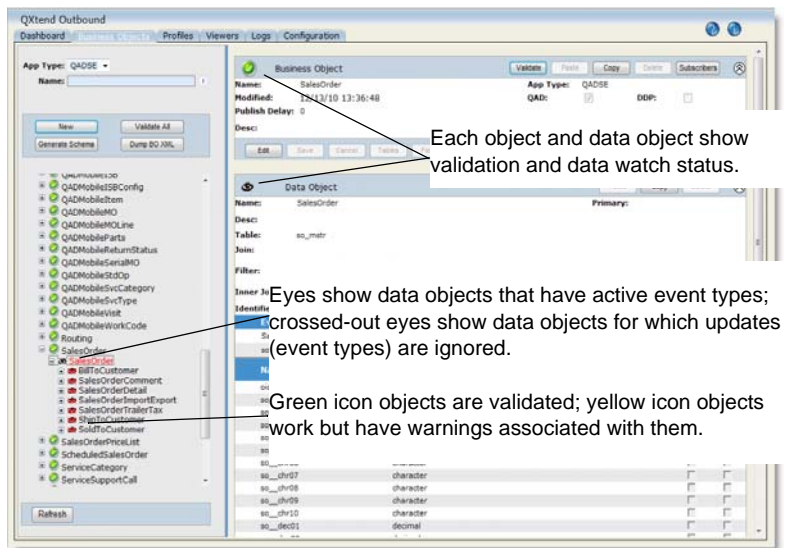 QXtend Outbound
Dashboard Business Objects Profiles Viewers Logs Configuration
App Type: QADSE
Name:
New Validate All
Generate Schema Dump BO XML
QADMobileISBConfig
QADMobileItem
QADMobileMO
QADMobileMOLine
QADMobileParts
QADMobileReturnStatus
QADMobileSerialMO
QADMobileStdOp
QADMobileSvcCategory
QADMobileSvcType
QADMobileVisit
QADMobileWorkCode
Routing
SalesOrder
SalesOrder
BillToCustomer
SalesOrderComment
SalesOrderDetail
SalesOrderImportExport
SalesOrderTrailerTax
ShipToCustomer
SoldToCustomer
SalesOrderPriceList
ScheduledSalesOrder
ServiceCategory
ServiceSupportCall
Refresh
Business Object Validate Paste Copy Delete Subscribers
Name: SalesOrder App Type: QADSE
Modified: 12/13/10 13:36:48 QAD: DDP:
Publish Delay: 0
Desc:
Edit Save Cancel Tables
Each object and data object show
validation and data watch status.
Data Object
Name: SalesOrder Primary:
Desc:
Table: so_mstr
Join:
Filter:
Inner Jo
Identifie
Eyes show data objects that have active event types;
crossed-out eyes show data objects for which updates
(event types) are ignored.
Green icon objects are validated; yellow icon objects
work but have warnings associated with them.
so__chr07 character
so__chr08 character
so__chr09 character
so__chr10 character
so__dec01 decimal